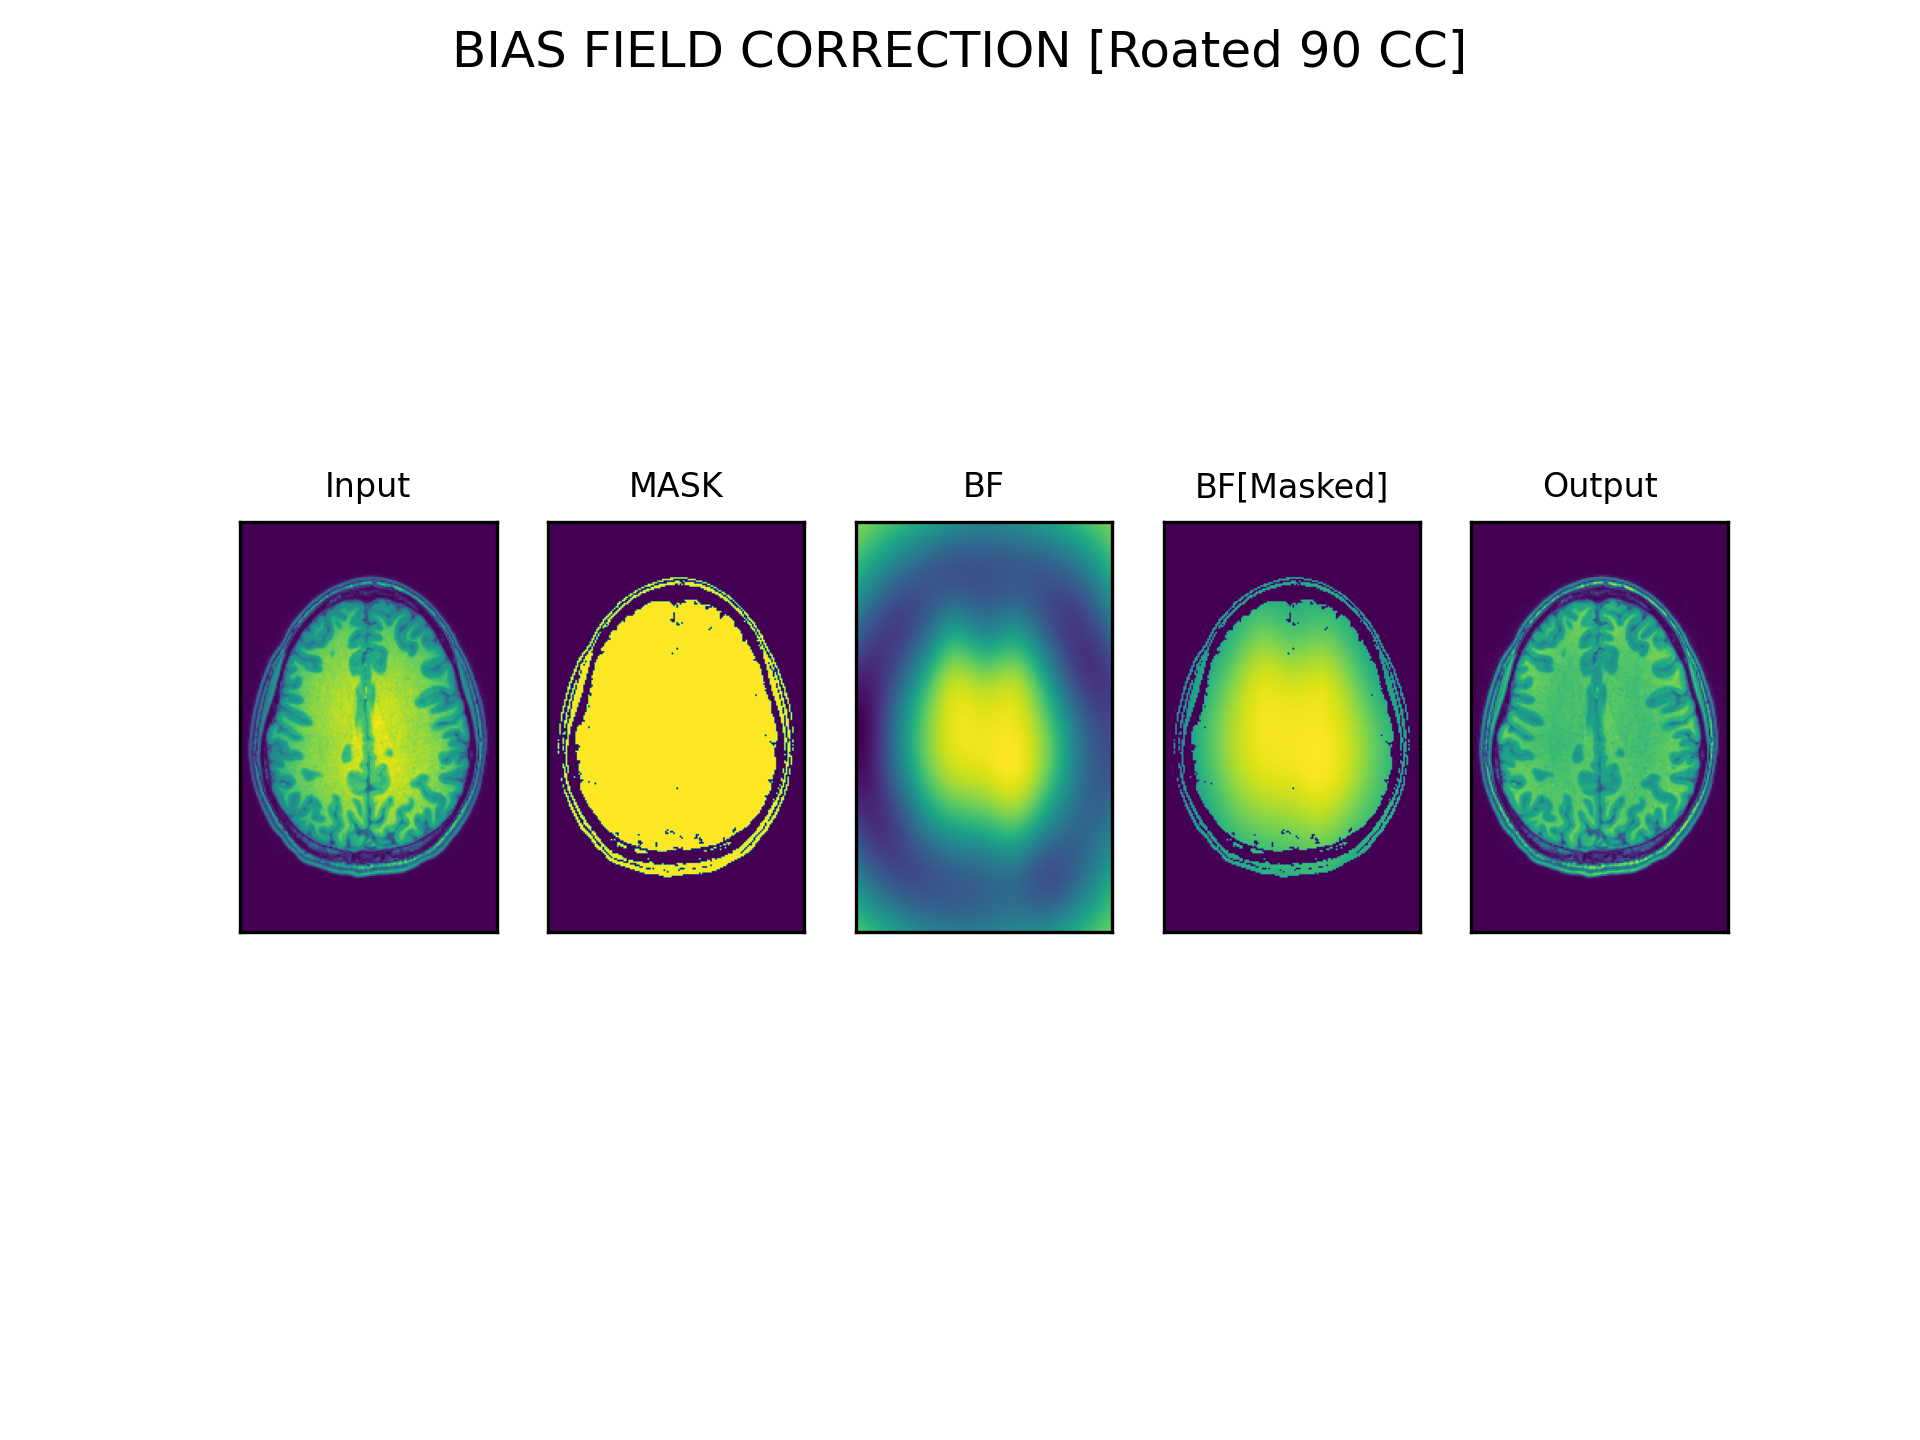 BIAS FIELD CORRECTION [Roated 90 CC]
Input
MASK
BF
BF[Masked]
Output